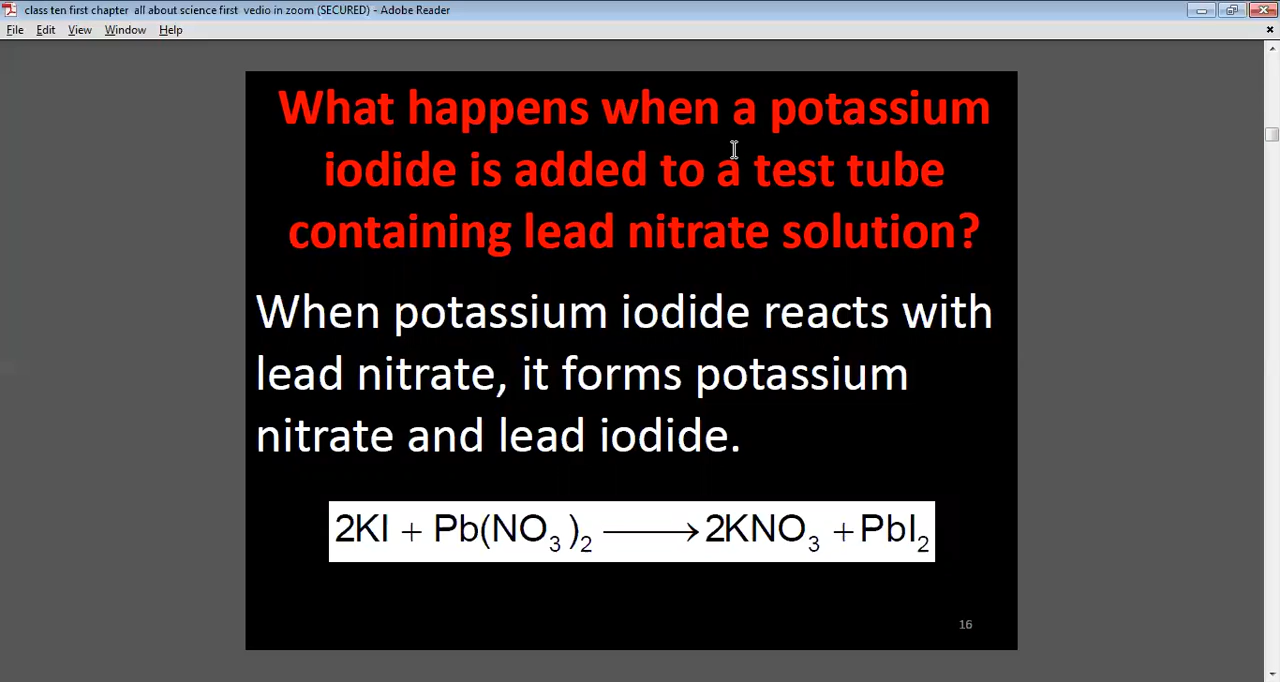 class ten first chapter all about science first vedio in zoom (SECURED) - Adobe Reader
File Edit View Window Help
What happens when a potassium
iodide is added to a test tube
containing lead nitrate solution?
When potassium iodide reacts with
lead nitrate, it forms potassium
nitrate and lead iodide.
2KI + Pb(NO₃)₂ ⟶ 2KNO₃ + PbI₂
16